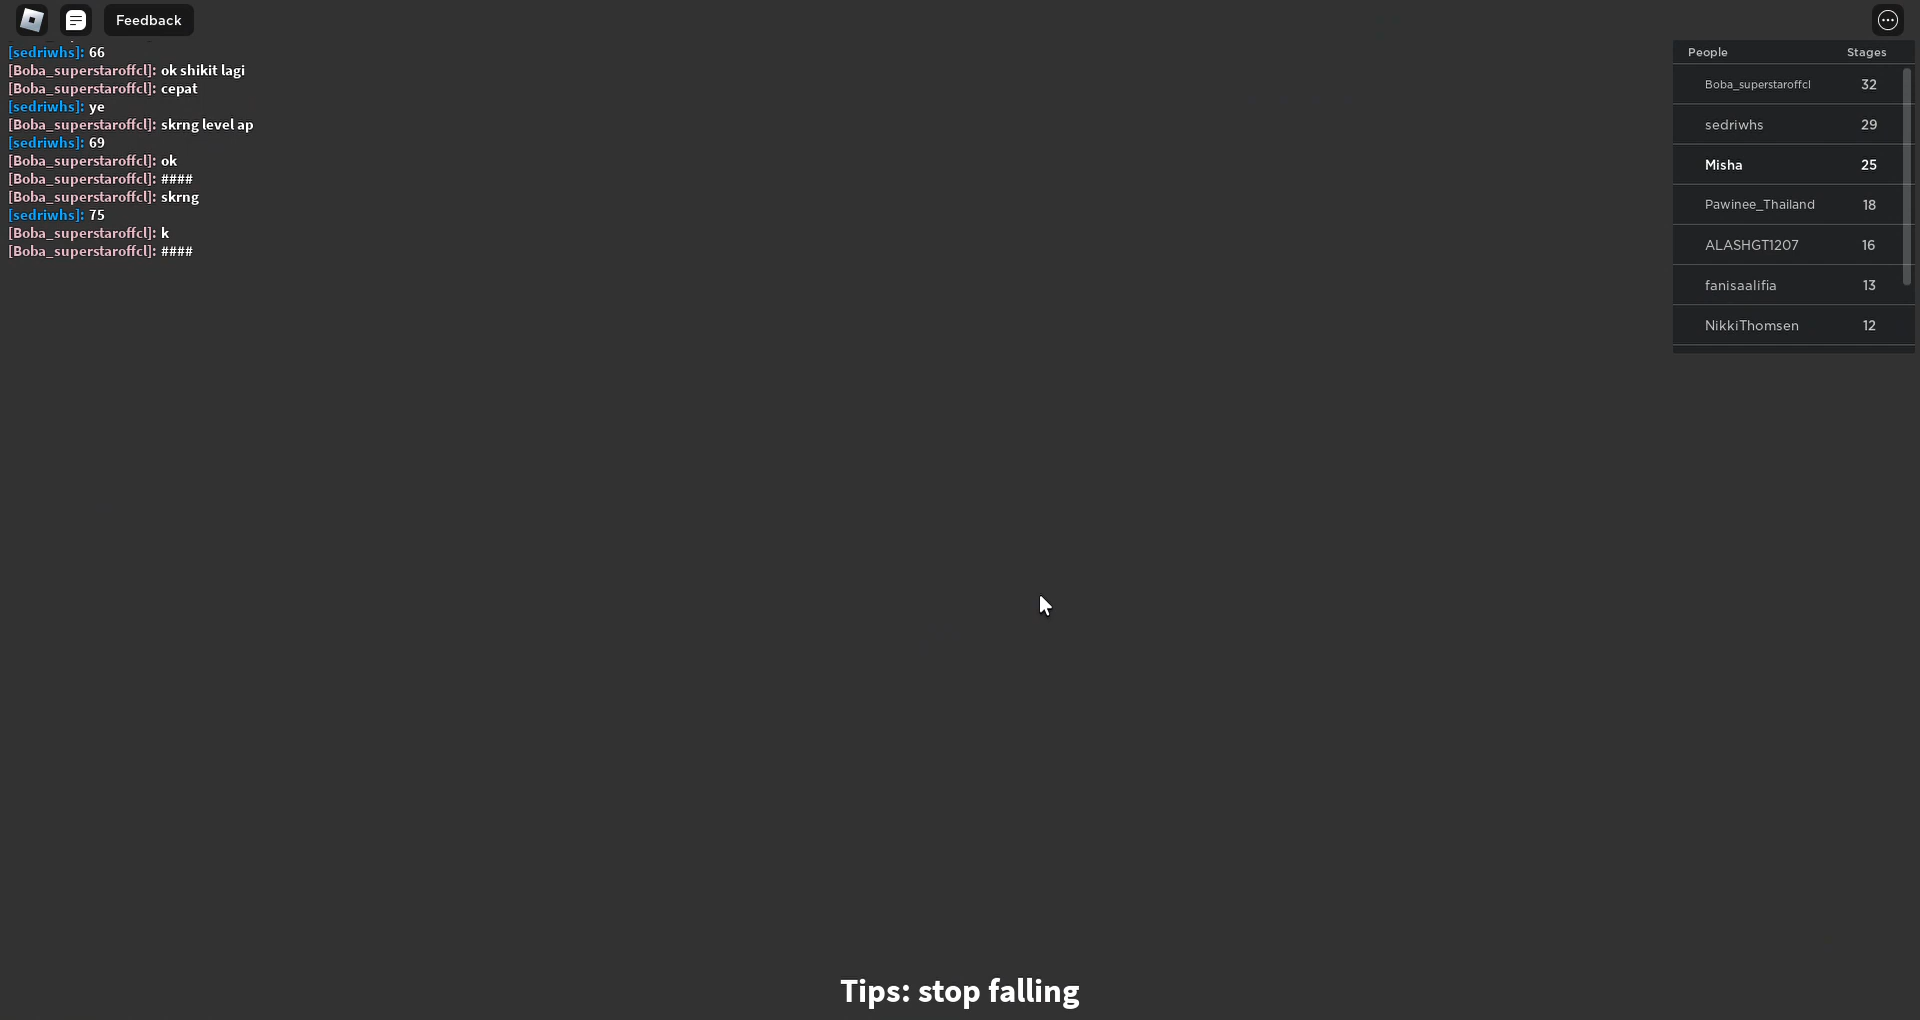 Feedback
[sedriwhs]: 66
[Boba_superstaroffcl]: ok shikit lagi
[Boba_superstaroffcl]: cepat
[sedriwhs]: ye
[Boba_superstaroffcl]: skrng level ap
[sedriwhs]: 69
[Boba_superstaroffcl]: ok
[Boba_superstaroffcl]: ####
[Boba_superstaroffcl]: skrng
[sedriwhs]: 75
[Boba_superstaroffcl]: k
[Boba_superstaroffcl]: ####
People Stages
Boba_superstaroffcl 32
sedriwhs 29
Misha 25
Pawinee_Thailand 18
ALASHGT1207 16
fanisaalifia 13
NikkiThomsen 12
Tips: stop falling